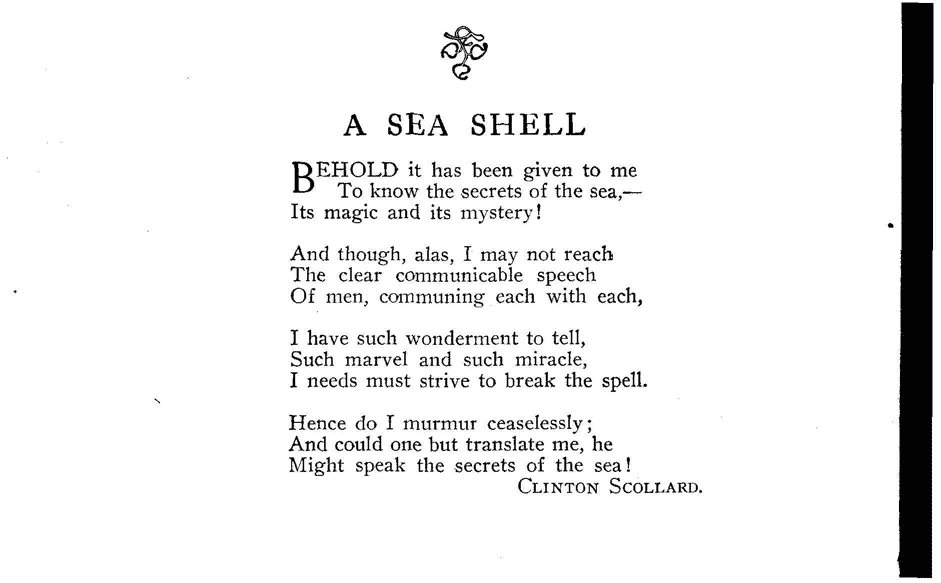 A SEA SHELL
BEHOLD it has been given to me
To know the secrets of the sea,—
Its magic and its mystery!
And though, alas, I may not reach
The clear communicable speech
Of men, communing each with each,
I have such wonderment to tell,
Such marvel and such miracle,
I needs must strive to break the spell.
Hence do I murmur ceaselessly;
And could one but translate me, he
Might speak the secrets of the sea!
CLINTON SCOLLARD.